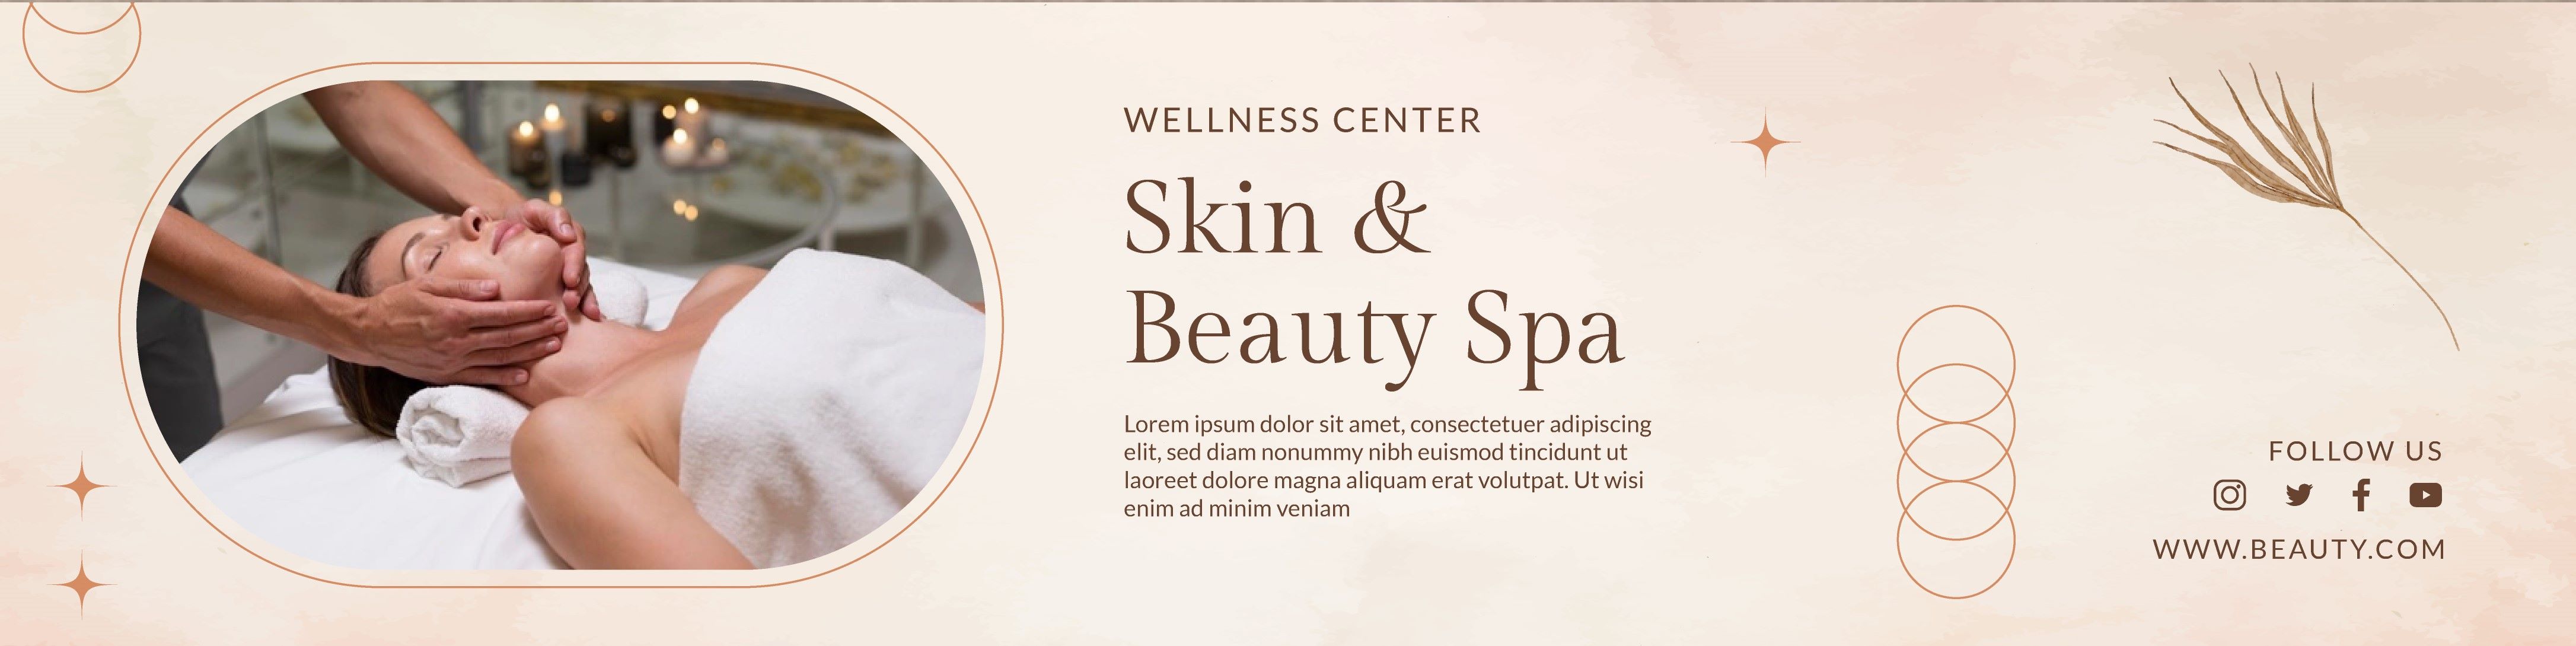 WELLNESS CENTER
Skin &
Beauty Spa
Lorem ipsum dolor sit amet, consectetuer adipiscing
elit, sed diam nonummy nibh euismod tincidunt ut
laoreet dolore magna aliquam erat volutpat. Ut wisi
enim ad minim veniam
FOLLOW US
WWW.BEAUTY.COM